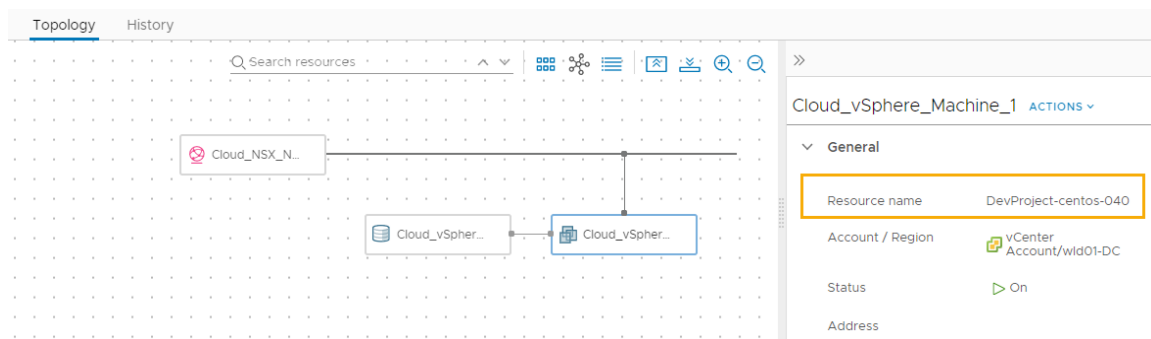 Topology History
Search resources
Cloud_NSX_N...
Cloud_vSpher...
Cloud_vSpher...
Cloud_vSphere_Machine_1 ACTIONS
General
Resource name DevProject-centos-040
Account / Region vCenter
Account/wld01-DC
Status On
Address